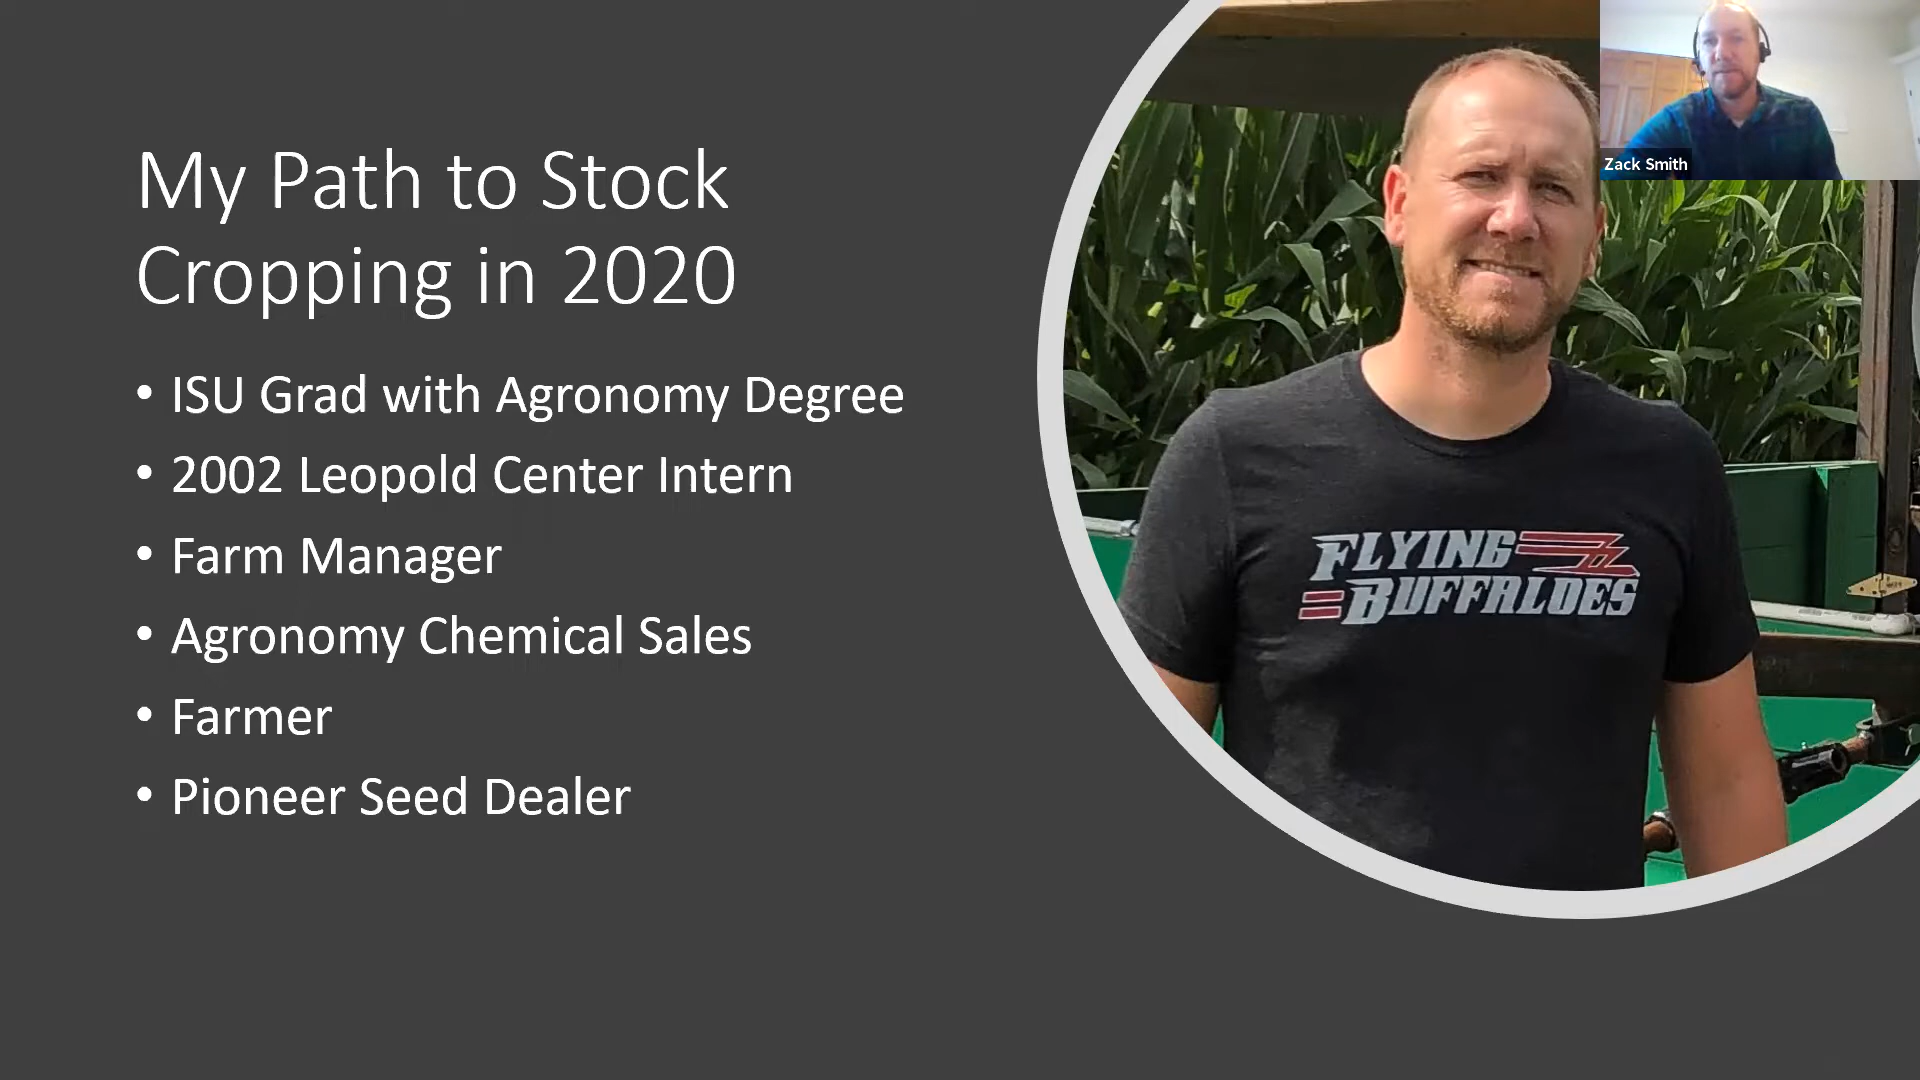 My Path to Stock
Cropping in 2020
• ISU Grad with Agronomy Degree
• 2002 Leopold Center Intern
• Farm Manager
• Agronomy Chemical Sales
• Farmer
• Pioneer Seed Dealer
Zack Smith
FLYING
BUFFALOES